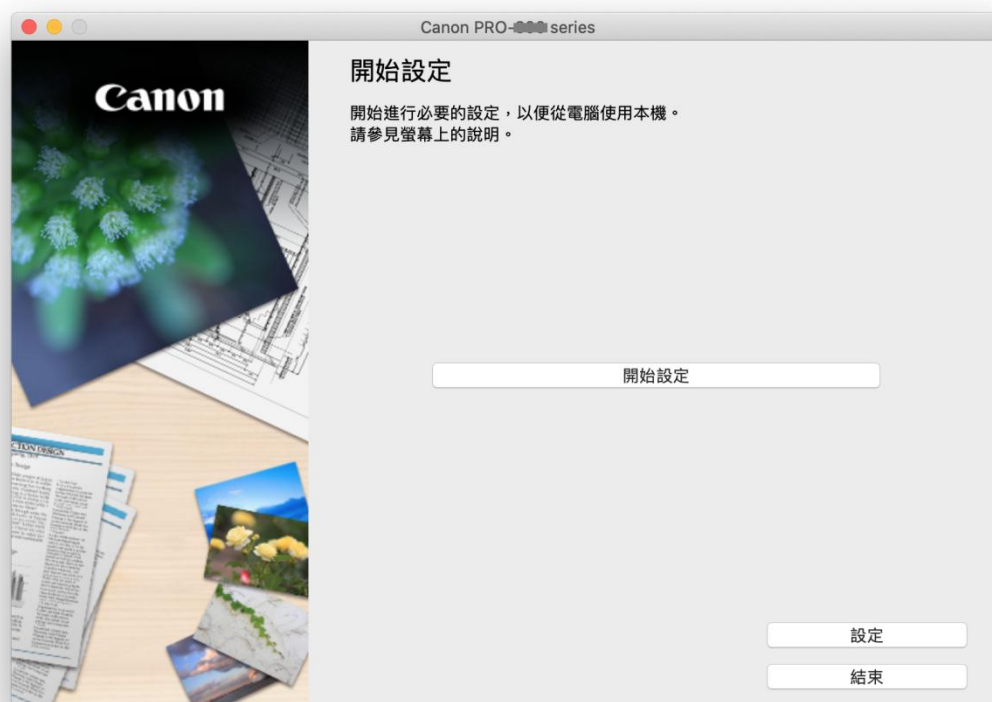 Canon PRO- series
Canon
開始設定
開始進行必要的設定，以便從電腦使用本機。
請參見螢幕上的說明。
開始設定
設定
結束